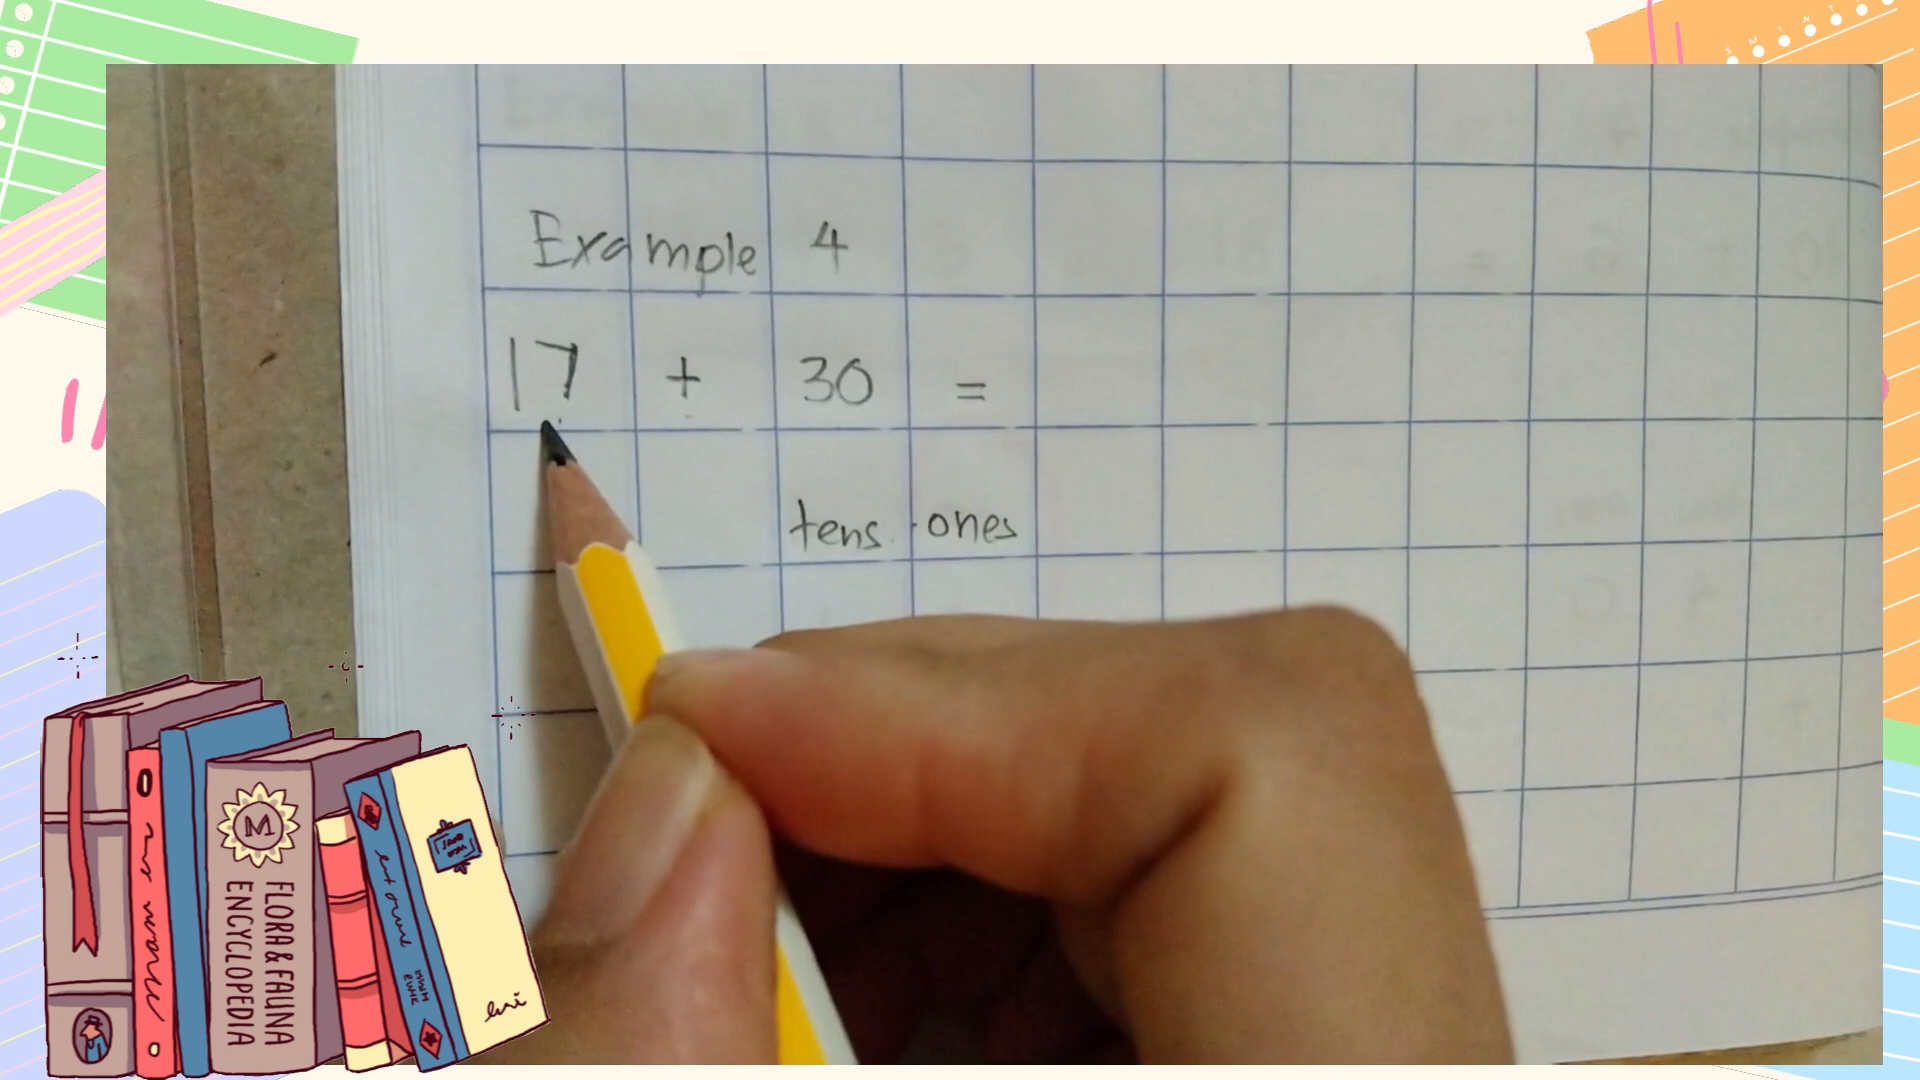 Example 4
17 + 30 =
tens ones
M
FLORA & FAUNA
ENCYCLOPEDIA